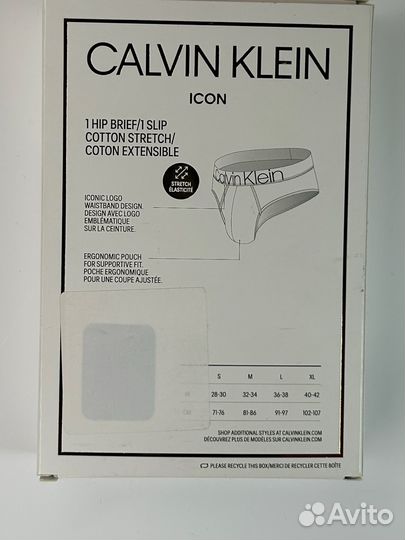 CALVIN KLEIN
ICON
1 HIP BRIEF/1 SLIP
COTTON STRETCH/
COTON EXTENSIBLE
STRETCH
ÉLASTICITÉ
Calvin Klein
ICONIC LOGO
WAISTBAND DESIGN.
DESIGN AVEC LOGO
EMBLÉMATIQUE
SUR LA CEINTURE.
ERGONOMIC POUCH
FOR SUPPORTIVE FIT.
POCHE ERGONOMIQUE
POUR UNE COUPE AJUSTÉE.
S M L XL
28-30 32-34 36-38 40-42
71-76 81-86 91-97 102-107
SHOP ADDITIONAL STYLES AT CALVINKLEIN.COM
DÉCOUVREZ PLUS DE MODÈLES SUR CALVINKLEIN.COM
PLEASE RECYCLE THIS BOX/MERCI DE RECYCLER CETTE BOÎTE
Avito